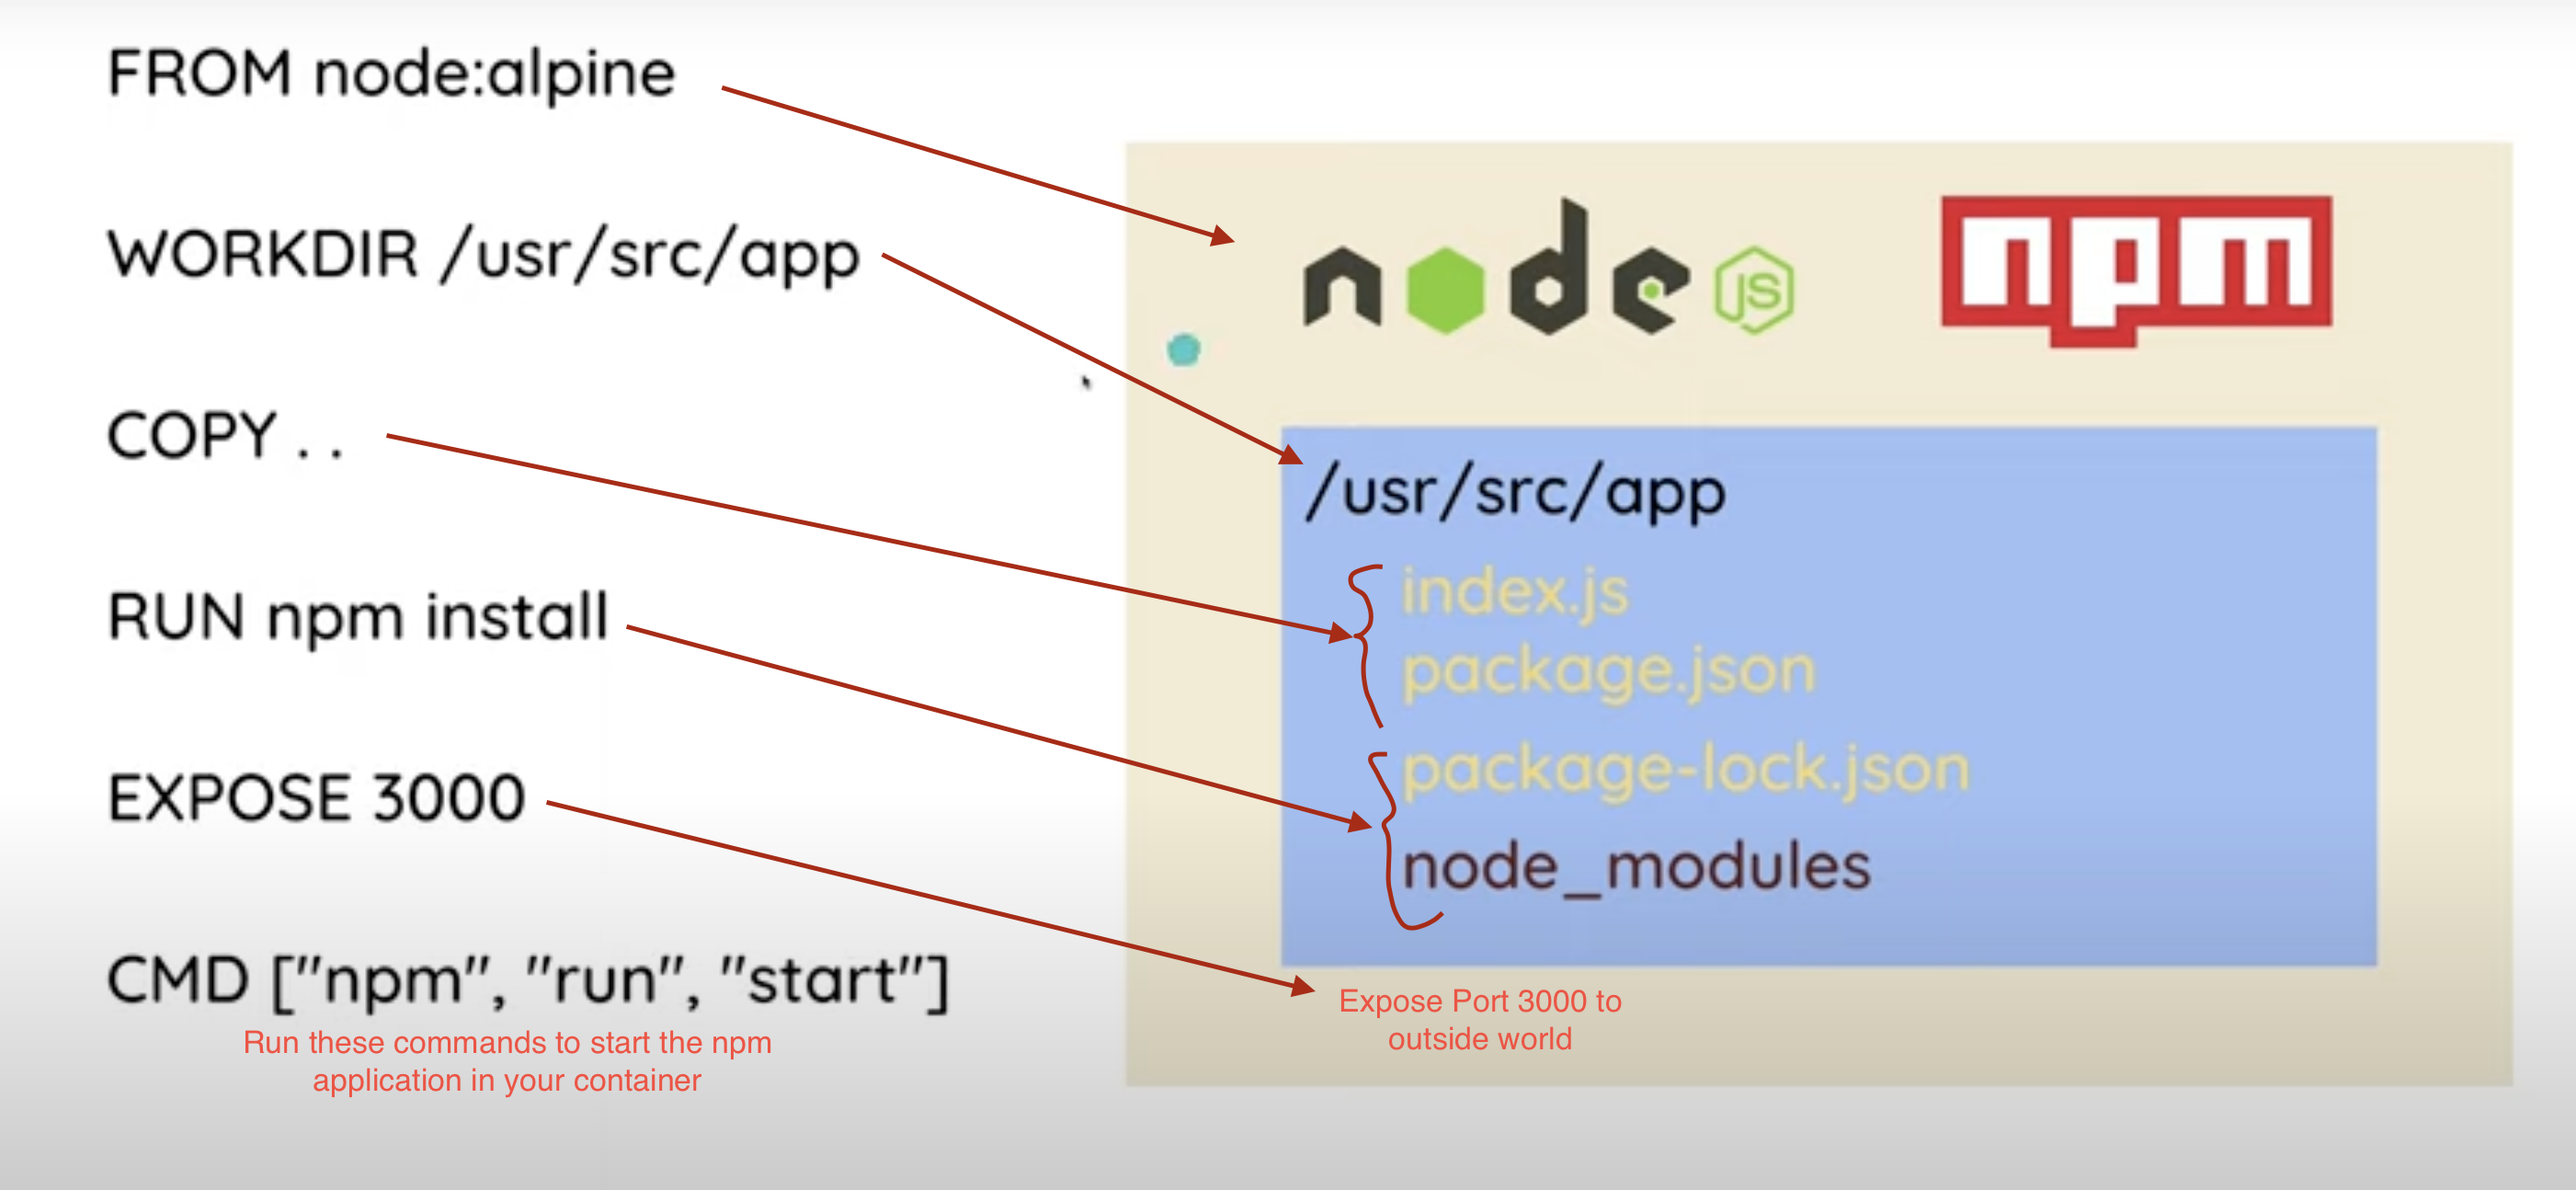 FROM node:alpine
WORKDIR /usr/src/app
COPY . .
RUN npm install
EXPOSE 3000
CMD ["npm", "run", "start"]
Run these commands to start the npm
application in your container
node JS
npm
/usr/src/app
index.js
package.json
package-lock.json
node_modules
Expose Port 3000 to
outside world